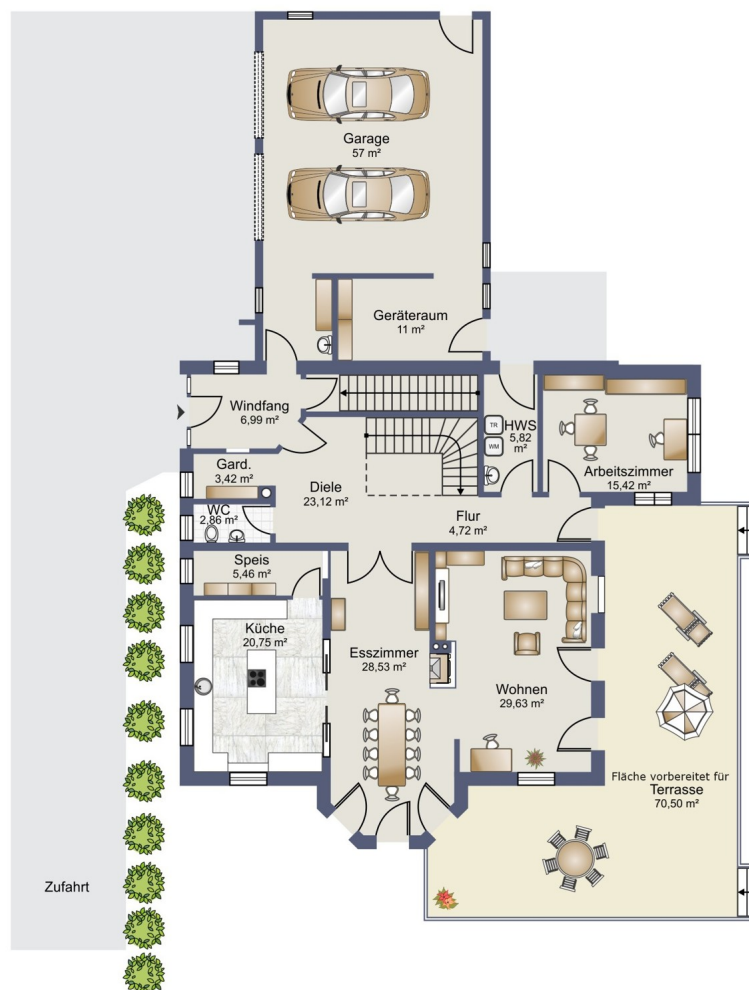 Garage
57 m²
Geräteraum
11 m²
Windfang
6,99 m²
HWS
5,82
m²
TR
WM
Gard.
3,42 m²
Diele
23,12 m²
Arbeitszimmer
15,42 m²
WC
2,86 m²
Flur
4,72 m²
Speis
5,46 m²
Küche
20,75 m²
Esszimmer
28,53 m²
Wohnen
29,63 m²
Fläche vorbereitet für
Terrasse
70,50 m²
Zufahrt